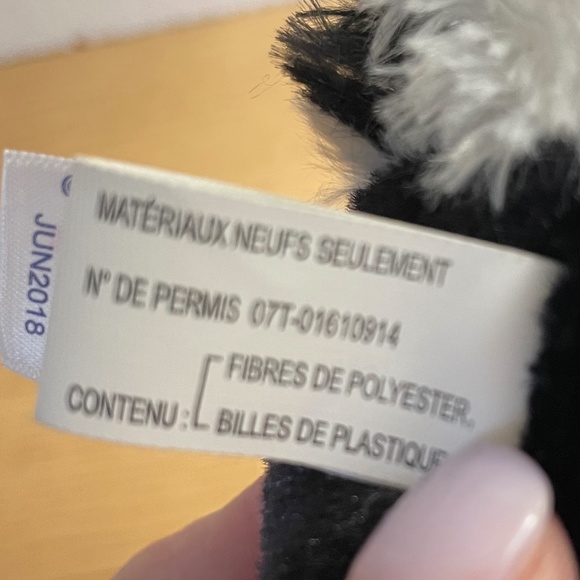 MATÉRIAUX NEUFS SEULEMENT
N° DE PERMIS 07T-01610914
CONTENU :
FIBRES DE POLYESTER.
BILLES DE PLASTIQUE
JUN2018